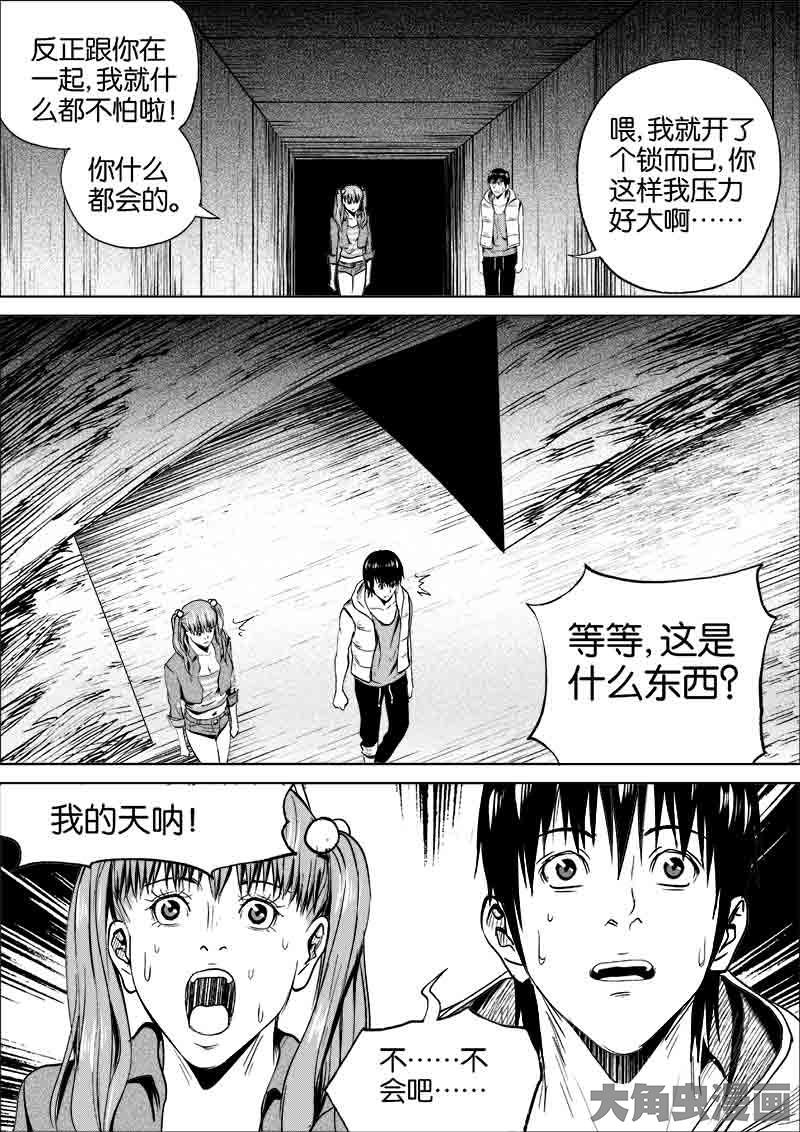 反正跟你在
一起,我就什
么都不怕啦!
你什么
都会的。
喂,我就开了
个锁而已,你
这样我压力
好大啊……
等等,这是
什么东西?
我的天呐!
不……不
会吧……
大角虫漫画